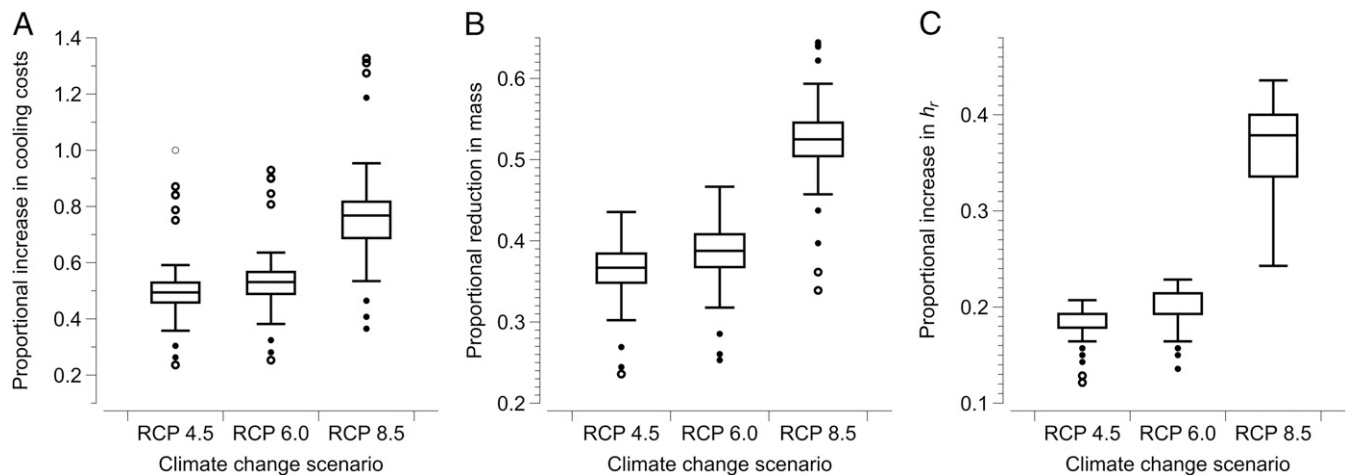 A
Proportional increase in cooling costs
1.4
1.2
1.0
0.8
0.6
0.4
0.2
RCP 4.5 RCP 6.0 RCP 8.5
Climate change scenario
B
Proportional reduction in mass
0.6
0.5
0.4
0.3
0.2
RCP 4.5 RCP 6.0 RCP 8.5
Climate change scenario
C
Proportional increase in hr
0.4
0.3
0.2
0.1
RCP 4.5 RCP 6.0 RCP 8.5
Climate change scenario